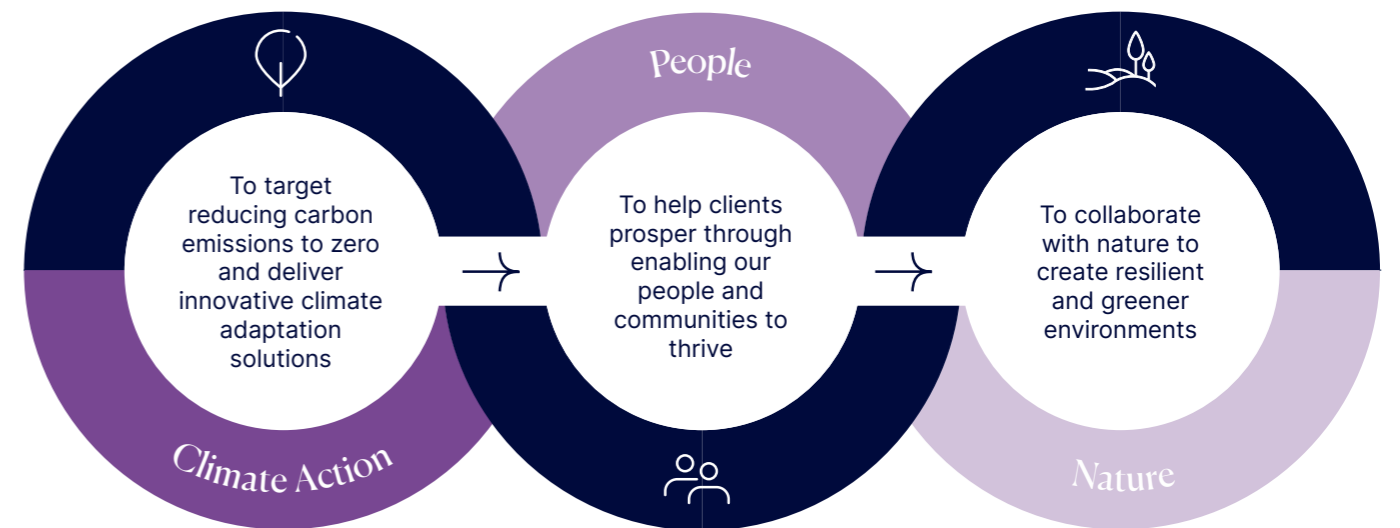 To target
reducing carbon
emissions to zero
and deliver
innovative climate
adaptation
solutions
Climate Action
People
To help clients
prosper through
enabling our
people and
communities to
thrive
To collaborate
with nature to
create resilient
and greener
environments
Nature